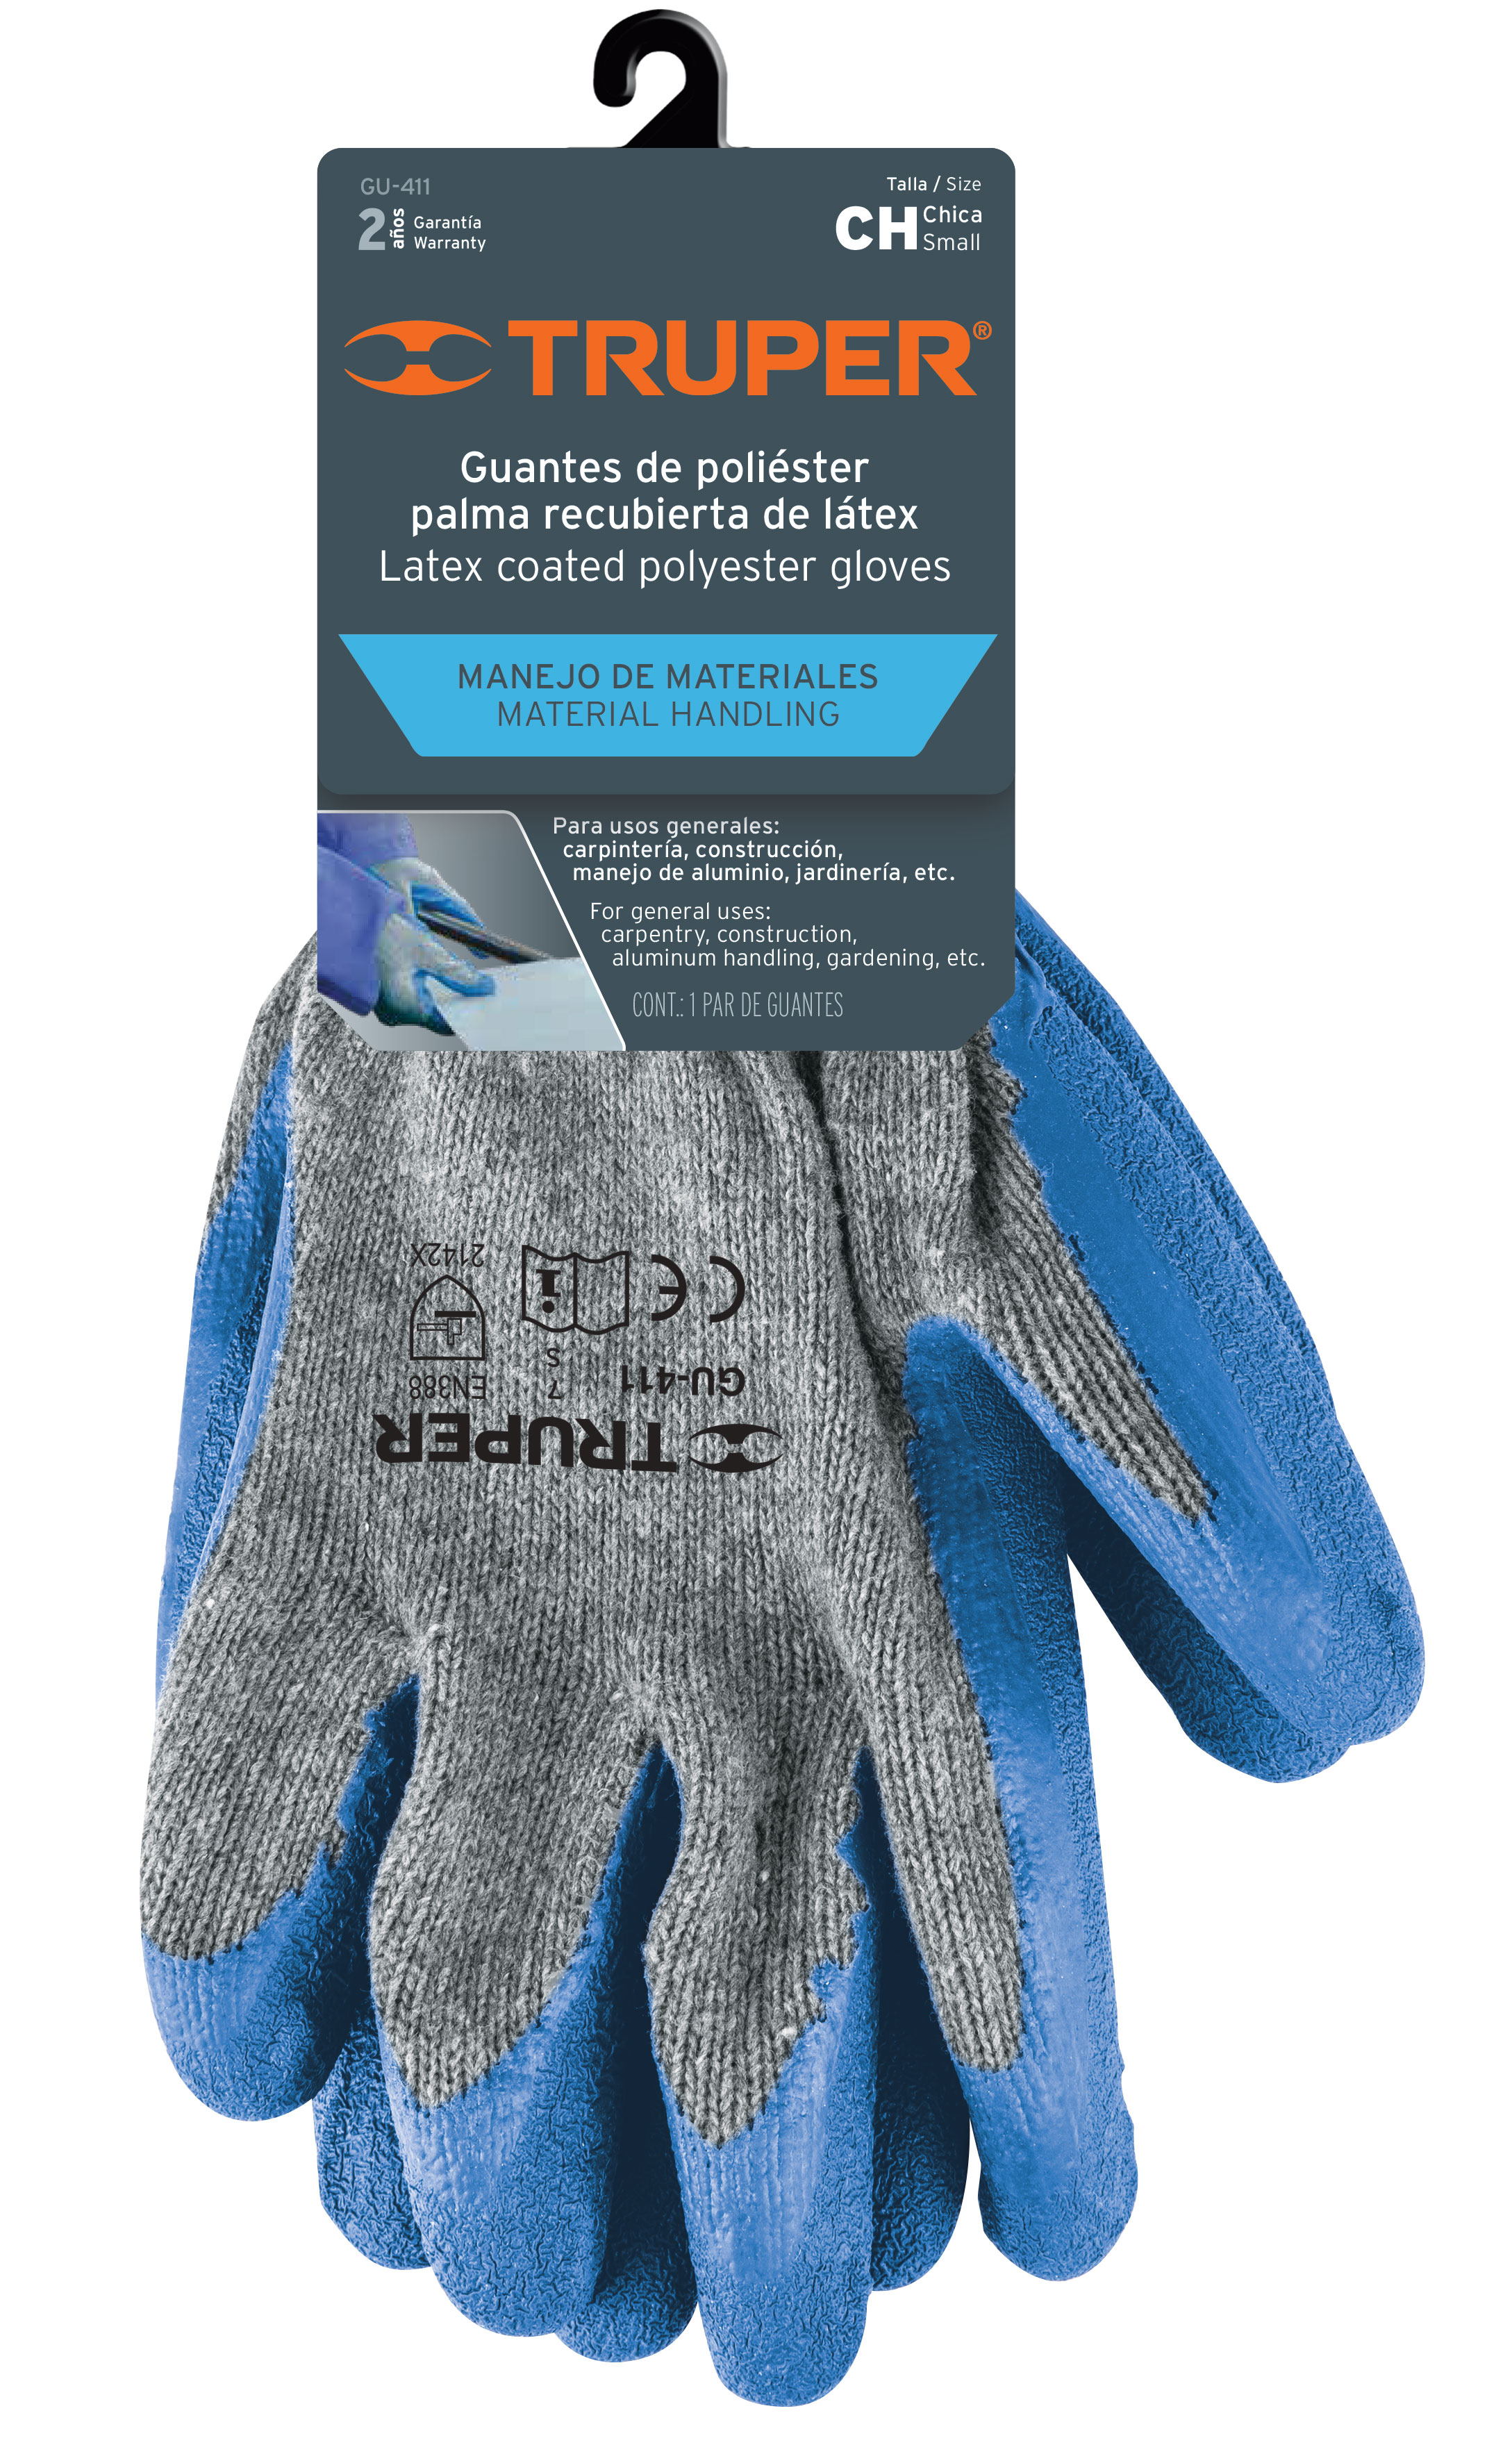 GU-411
2 años Garantía
Warranty
Talla / Size
CH Chica
Small
TRUPER®
Guantes de poliéster
palma recubierta de látex
Latex coated polyester gloves
MANEJO DE MATERIALES
MATERIAL HANDLING
Para usos generales:
carpintería, construcción,
manejo de aluminio, jardinería, etc.
For general uses:
carpentry, construction,
aluminum handling, gardening, etc.
CONT.: 1 PAR DE GUANTES
TRUPER
GU-411 7 EN388
S
CE i
2142X